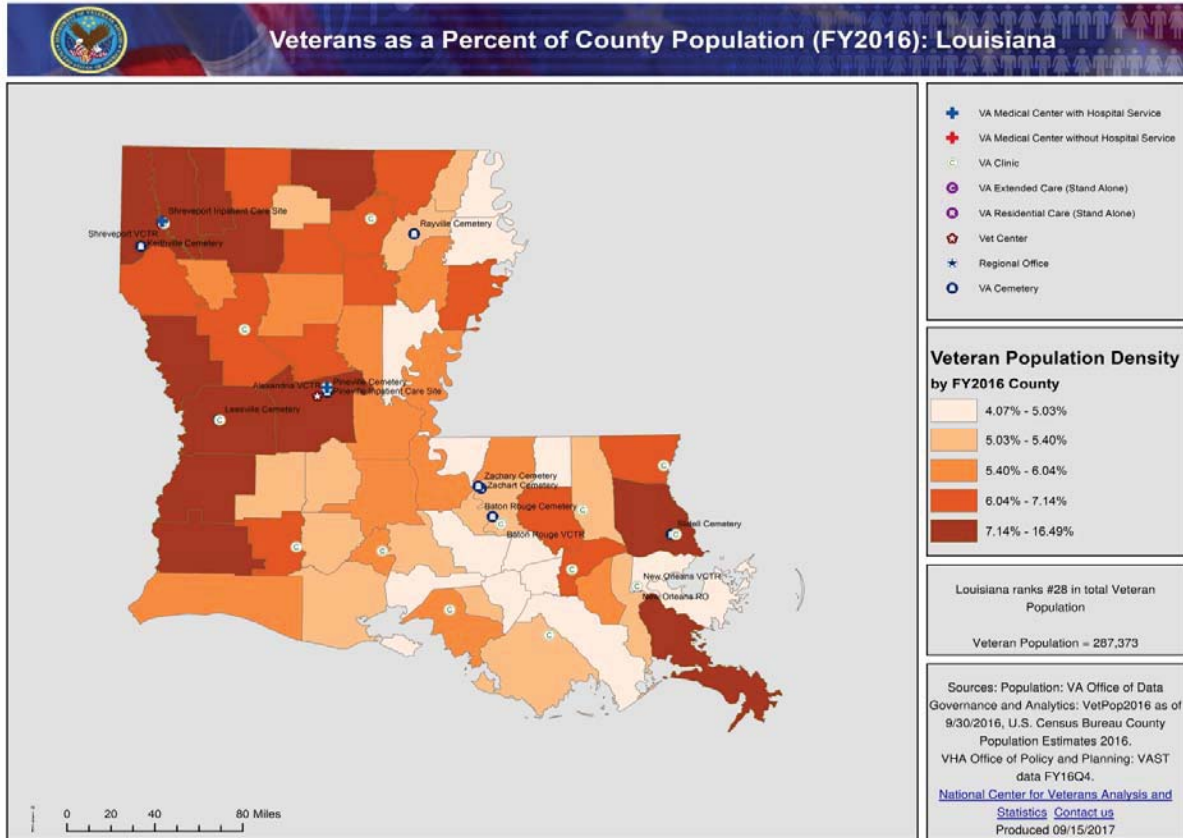 Veterans as a Percent of County Population (FY2016): Louisiana
Shreveport Inpatient Care Site
Shreveport VCTR
Keithville Cemetery
Rayville Cemetery
Alexandria VCTR
Pineville Cemetery
Pineville Inpatient Care Site
Leesville Cemetery
Zachary Cemetery
Zachart Cemetery
Baton Rouge Cemetery
Baton Rouge VCTR
Slidell Cemetery
New Orleans VCTR
New Orleans RO
0 20 40 80 Miles
VA Medical Center with Hospital Service
VA Medical Center without Hospital Service
VA Clinic
VA Extended Care (Stand Alone)
VA Residential Care (Stand Alone)
Vet Center
Regional Office
VA Cemetery
Veteran Population Density
by FY2016 County
4.07% - 5.03%
5.03% - 5.40%
5.40% - 6.04%
6.04% - 7.14%
7.14% - 16.49%
Louisiana ranks #28 in total Veteran
Population
Veteran Population = 287,373
Sources: Population: VA Office of Data
Governance and Analytics: VetPop2016 as of
9/30/2016, U.S. Census Bureau County
Population Estimates 2016.
VHA Office of Policy and Planning: VAST
data FY16Q4.
National Center for Veterans Analysis and
Statistics Contact us
Produced 09/15/2017